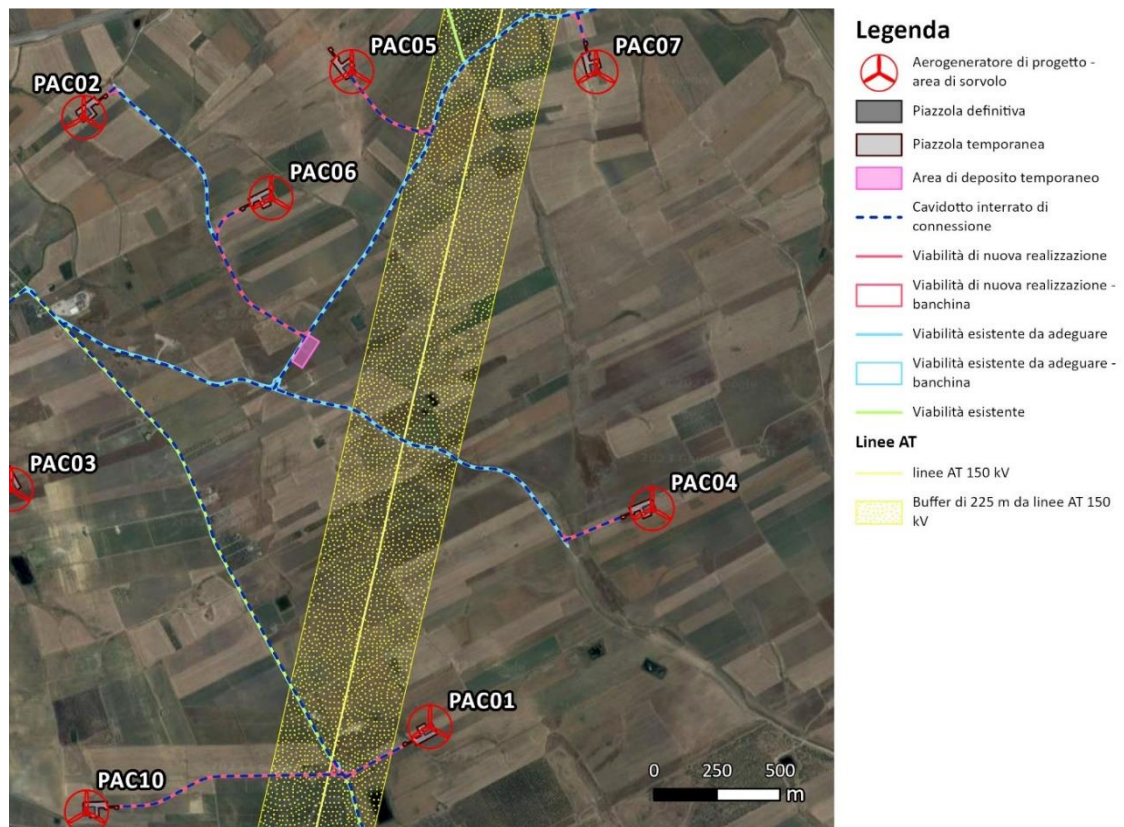 PAC05
PAC07
PAC02
PAC06
PAC03
PAC04
PAC01
PAC10
0 250 500
m
Legenda
Aerogeneratore di progetto -
area di sorvolo
Piazzola definitiva
Piazzola temporanea
Area di deposito temporaneo
Cavidotto interrato di
connessione
Viabilità di nuova realizzazione
Viabilità di nuova realizzazione -
banchina
Viabilità esistente da adeguare
Viabilità esistente da adeguare -
banchina
Viabilità esistente
Linee AT
linee AT 150 kV
Buffer di 225 m da linee AT 150
kV